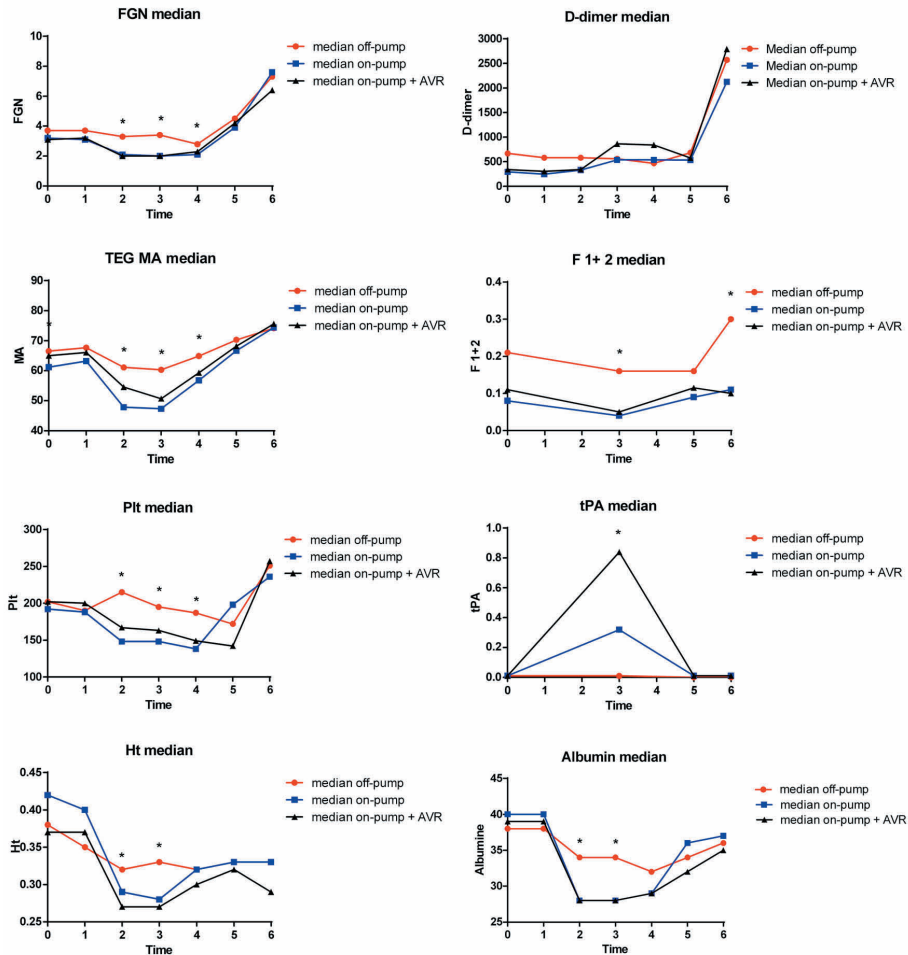 FGN median
FGN
10
8
6
4
2
0
* * *
0 1 2 3 4 5 6
Time
median off-pump
median on-pump
median on-pump + AVR
D-dimer median
D-dimer
3000
2500
2000
1500
1000
500
0
0 1 2 3 4 5 6
Time
Median off-pump
Median on-pump
Median on-pump + AVR
TEG MA median
MA
90
80
70
60
50
40
* * * *
0 1 2 3 4 5 6
Time
median off-pump
median on-pump
median on-pump + AVR
F 1+ 2 median
F 1+2
0.4
0.3
0.2
0.1
0.0
* *
0 1 2 3 4 5 6
Time
median off-pump
median on-pump
median on-pump + AVR
Plt median
Plt
300
250
200
150
100
* * *
0 1 2 3 4 5 6
Time
median off-pump
median on-pump
median on-pump + AVR
tPA median
tPA
1.0
0.8
0.6
0.4
0.2
0.0
*
0 1 2 3 4 5 6
Time
median off-pump
median on-pump
median on-pump + AVR
Ht median
Ht
0.45
0.40
0.35
0.30
0.25
* *
0 1 2 3 4 5 6
Time
median off-pump
median on-pump
median on-pump + AVR
Albumin median
Albumine
45
40
35
30
25
* *
0 1 2 3 4 5 6
Time
median off-pump
median on-pump
median on-pump + AVR